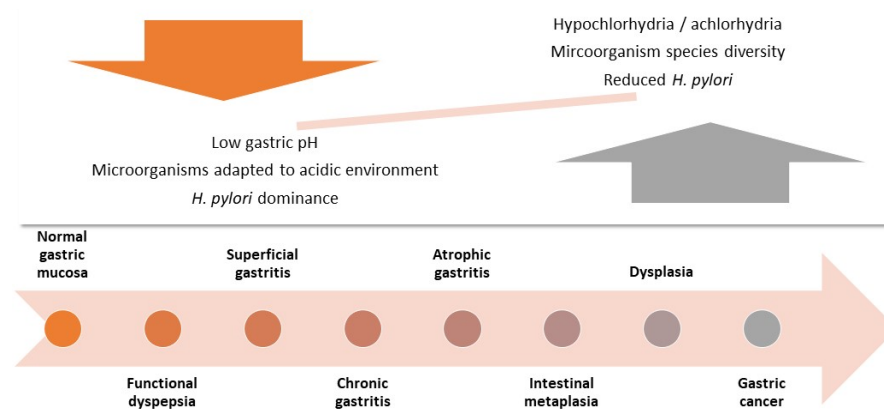 Hypochlorhydria / achlorhydria
Mircoorganism species diversity
Reduced H. pylori
Low gastric pH
Microorganisms adapted to acidic environment
H. pylori dominance
Normal
gastric
mucosa
Functional
dyspepsia
Superficial
gastritis
Chronic
gastritis
Atrophic
gastritis
Intestinal
metaplasia
Dysplasia
Gastric
cancer